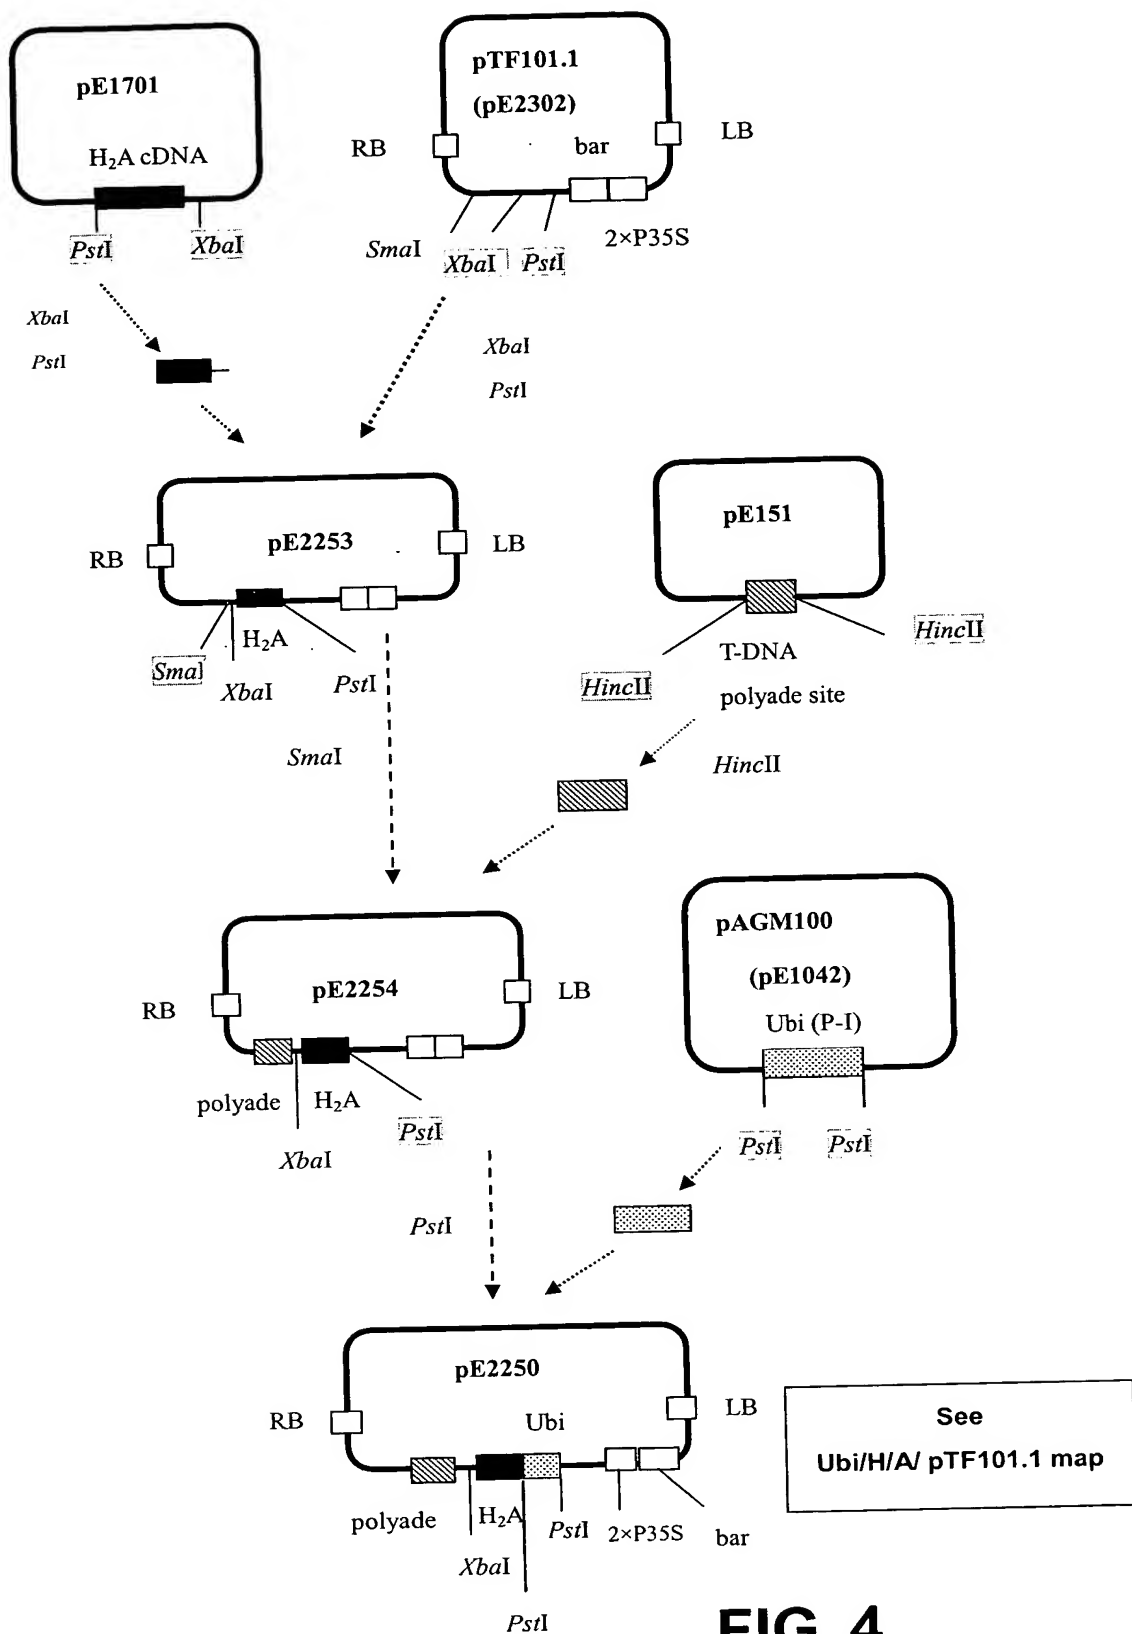 pE1701
H2A cDNA
PstI
XbaI
pTF101.1
(pE2302)
RB
bar
LB
SmaI
XbaI
PstI
2×P35S
XbaI
PstI
XbaI
PstI
RB
pE2253
LB
H2A
SmaI
XbaI
PstI
pE151
HincII
HincII
T-DNA
polyade site
SmaI
HincII
RB
pE2254
LB
polyade
H2A
XbaI
PstI
pAGM100
(pE1042)
Ubi (P-I)
PstI
PstI
PstI
pE2250
RB
Ubi
LB
polyade
H2A
PstI
2×P35S
bar
XbaI
PstI
See
Ubi/H/A/ pTF101.1 map
FIG. 4